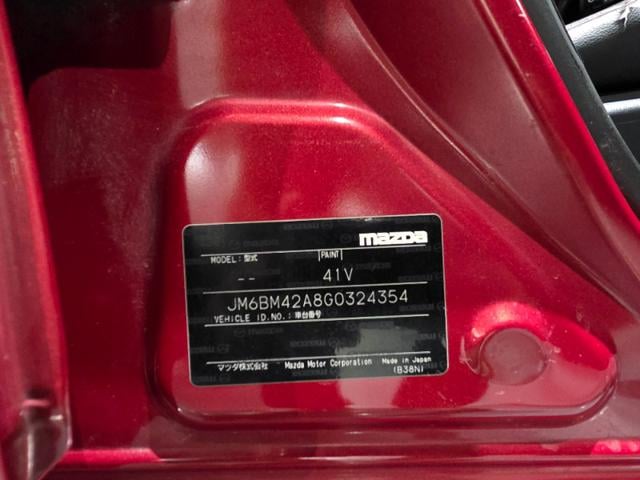 mazda
MODEL: 型式 PAINT
-- 41V
JM6BM42A8G0324354
VEHICLE ID.NO.: 車台番号
マツダ株式会社 Mazda Motor Corporation Made in Japan
(B38N)